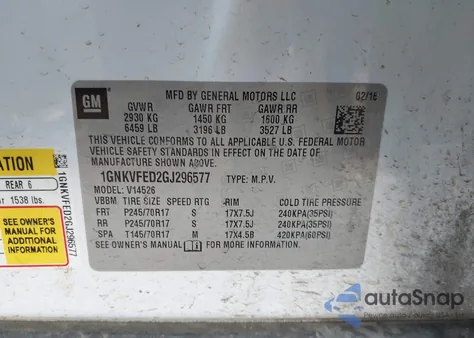 GM
MFD BY GENERAL MOTORS LLC
02/16
GVWR GAWR FRT GAWR RR
2930 KG 1450 KG 1600 KG
6459 LB 3196 LB 3527 LB
THIS VEHICLE CONFORMS TO ALL APPLICABLE U.S. FEDERAL MOTOR
VEHICLE SAFETY STANDARDS IN EFFECT ON THE DATE OF
MANUFACTURE SHOWN ABOVE.
1GNKVFED2GJ296577 TYPE: M.P.V.
MODEL: V14526
VBBM TIRE SIZE SPEED RTG RIM COLD TIRE PRESSURE
FRT P245/70R17 S 17X7.5J 240KPA(35PSI)
RR P245/70R17 S 17X7.5J 240KPA(35PSI)
SPA T145/70R17 M 17X4.5B 420KPA(60PSI)
SEE OWNER'S MANUAL FOR MORE INFORMATION.
ATION
REAR 6
or 1538 lbs.
SEE OWNER'S
MANUAL FOR
ADDITIONAL
INFORMATION
1GNKVFED2GJ296577
autoSnap